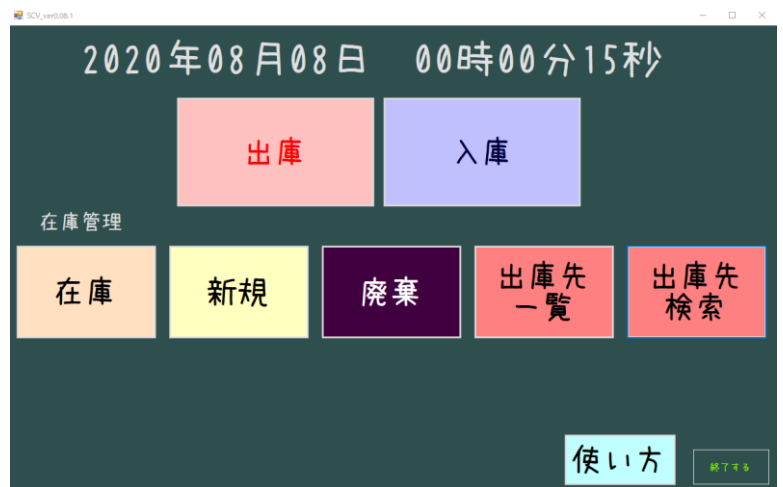 SCV_ver0.08.1
2020年08月08日 00時00分15秒
出庫
入庫
在庫管理
在庫
新規
廃棄
出庫先
一覧
出庫先
検索
使い方
終了する